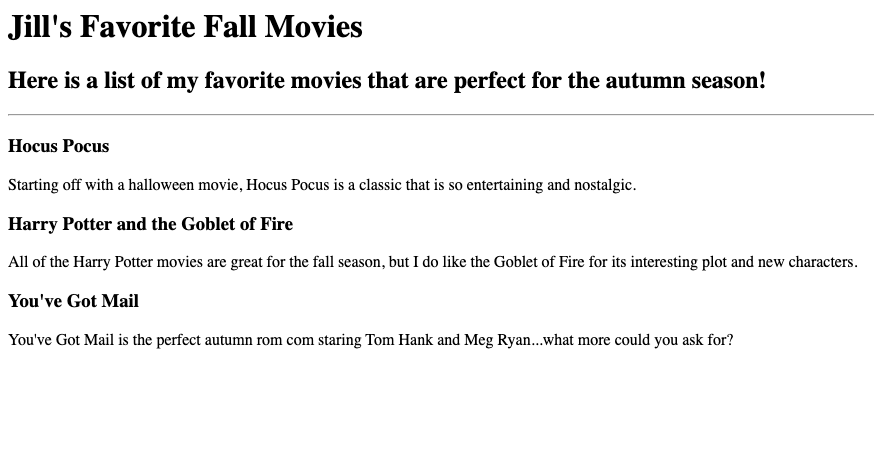 Jill's Favorite Fall Movies
Here is a list of my favorite movies that are perfect for the autumn season!
Hocus Pocus
Starting off with a halloween movie, Hocus Pocus is a classic that is so entertaining and nostalgic.
Harry Potter and the Goblet of Fire
All of the Harry Potter movies are great for the fall season, but I do like the Goblet of Fire for its interesting plot and new characters.
You've Got Mail
You've Got Mail is the perfect autumn rom com staring Tom Hank and Meg Ryan...what more could you ask for?